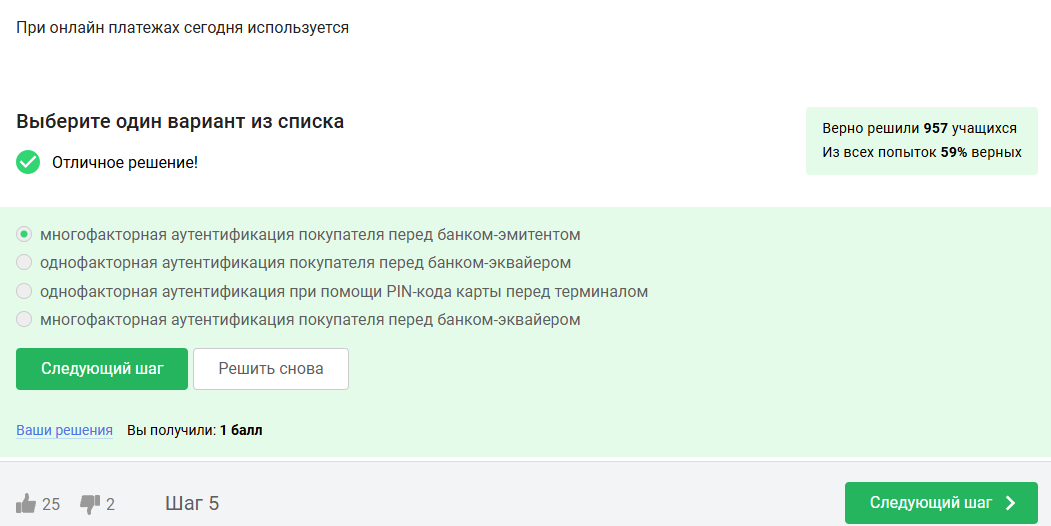 При онлайн платежах сегодня используется
Выберите один вариант из списка
Отличное решение!
Верно решили 957 учащихся
Из всех попыток 59% верных
многофакторная аутентификация покупателя перед банком-эмитентом
однофакторная аутентификация покупателя перед банком-эквайером
однофакторная аутентификация при помощи PIN-кода карты перед терминалом
многофакторная аутентификация покупателя перед банком-эквайером
Следующий шаг
Решить снова
Ваши решения Вы получили: 1 балл
25 2 Шаг 5 Следующий шаг